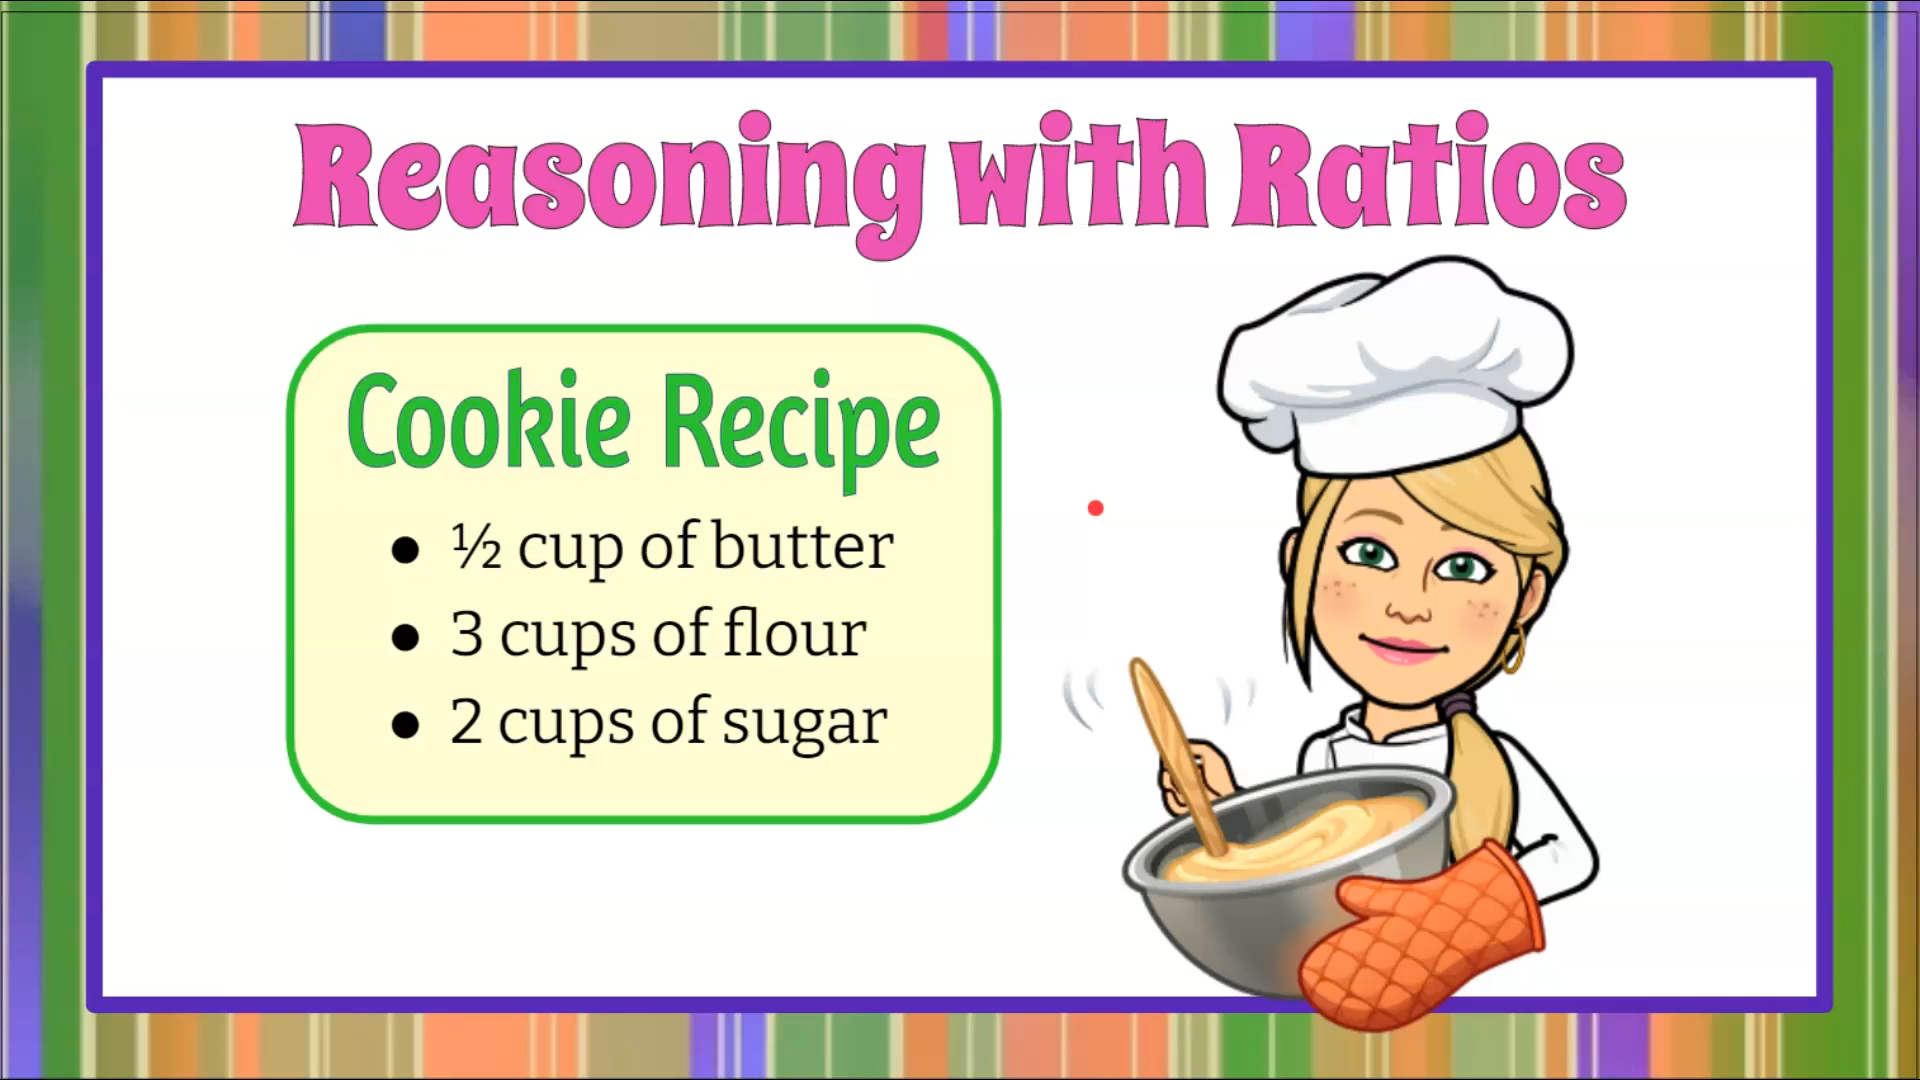 Reasoning with Ratios
Cookie Recipe
● ½ cup of butter
● 3 cups of flour
● 2 cups of sugar